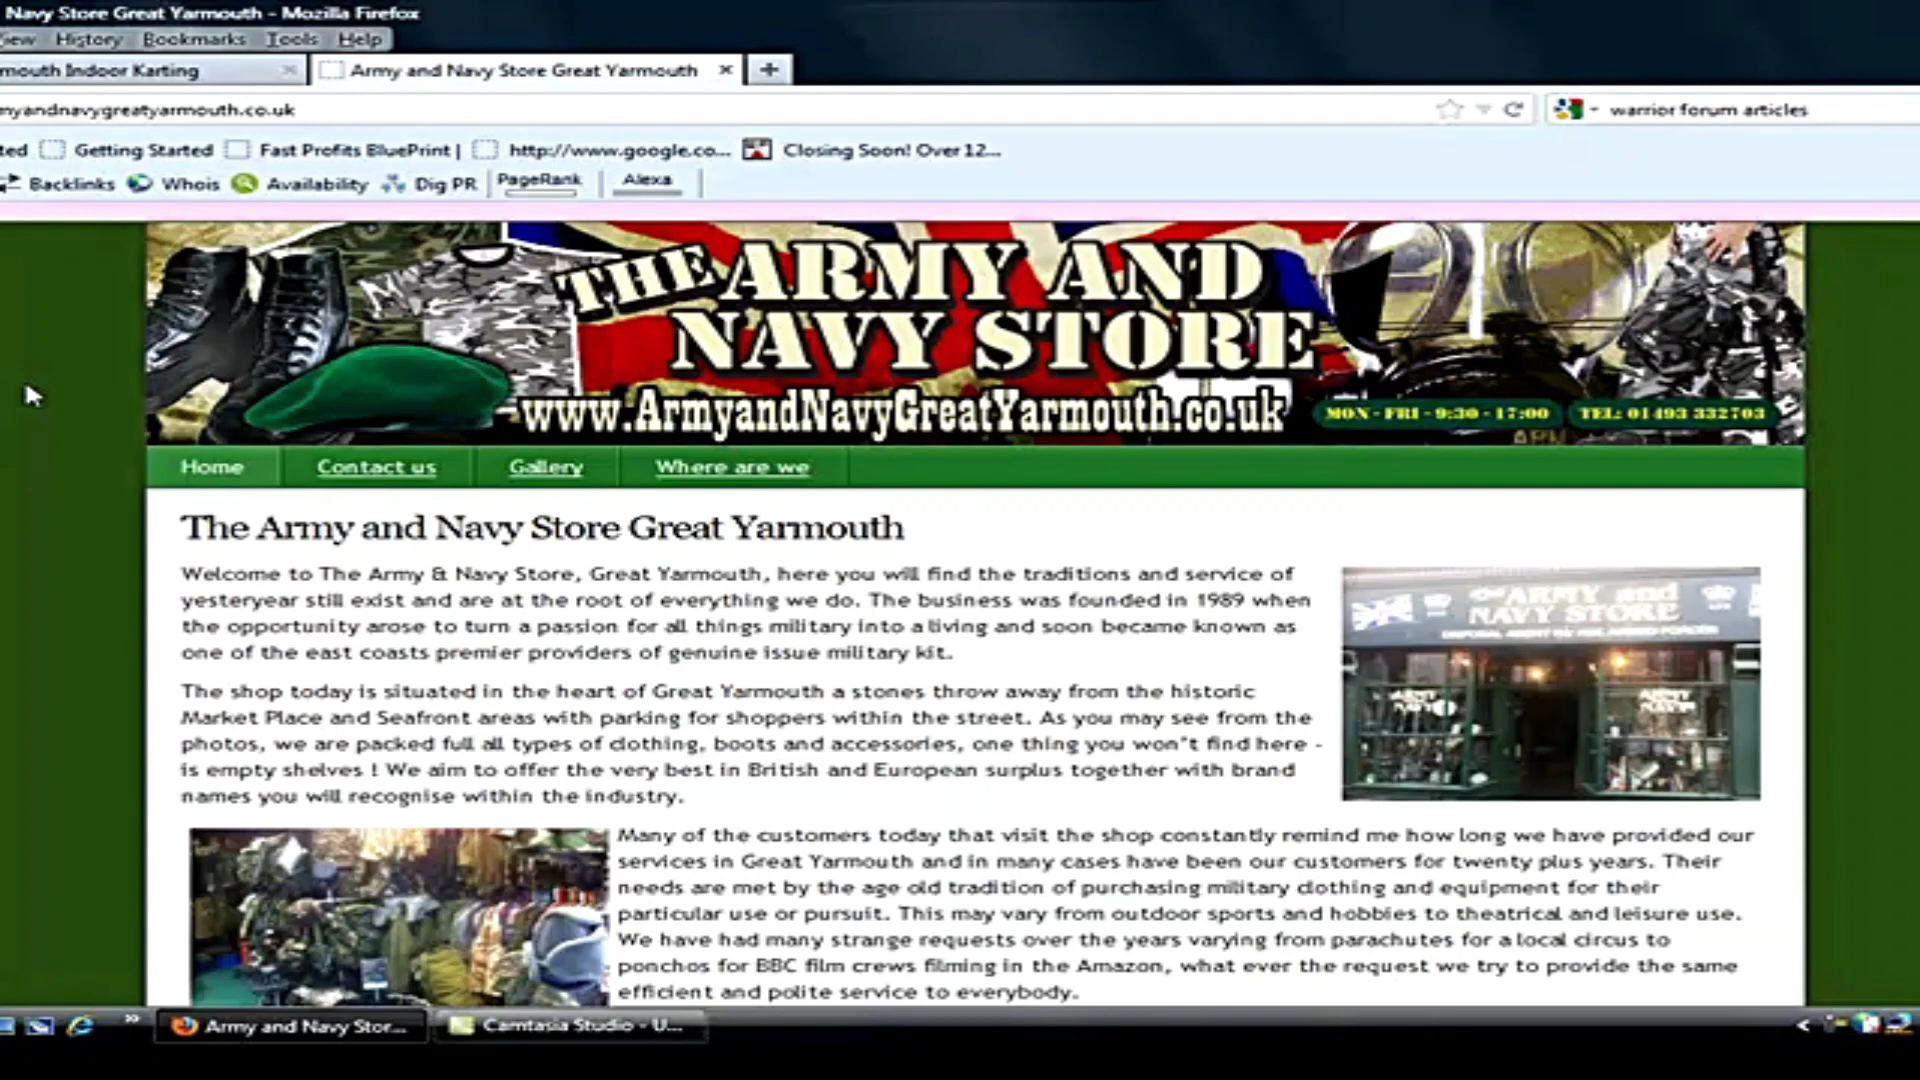 Navy Store Great Yarmouth - Mozilla Firefox
View History Bookmarks Tools Help
mouth Indoor Karting
Army and Navy Store Great Yarmouth
myandnavygreatyarmouth.co.uk
warrior forum articles
ted Getting Started Fast Profits BluePrint | http://www.google.co... Closing Soon! Over 12...
Backlinks Whois Availability Dig PR PageRank Alexa
THE ARMY AND
NAVY STORE
www.ArmyandNavyGreatYarmouth.co.uk
MON - FRI - 9:30 - 17:00 TEL: 01493 332703
Home Contact us Gallery Where are we
The Army and Navy Store Great Yarmouth
Welcome to The Army & Navy Store, Great Yarmouth, here you will find the traditions and service of
yesteryear still exist and are at the root of everything we do. The business was founded in 1989 when
the opportunity arose to turn a passion for all things military into a living and soon became known as
one of the east coasts premier providers of genuine issue military kit.
The ARMY and
NAVY STORE
The shop today is situated in the heart of Great Yarmouth a stones throw away from the historic
Market Place and Seafront areas with parking for shoppers within the street. As you may see from the
photos, we are packed full all types of clothing, boots and accessories, one thing you won"t find here -
is empty shelves ! We aim to offer the very best in British and European surplus together with brand
names you will recognise within the industry.
Many of the customers today that visit the shop constantly remind me how long we have provided our
services in Great Yarmouth and in many cases have been our customers for twenty plus years. Their
needs are met by the age old tradition of purchasing military clothing and equipment for their
particular use or pursuit. This may vary from outdoor sports and hobbies to theatrical and leisure use.
We have had many strange requests over the years varying from parachutes for a local circus to
ponchos for BBC film crews filming in the Amazon, what ever the request we try to provide the same
efficient and polite service to everybody.
Army and Navy Stor...
Camtasia Studio - U...